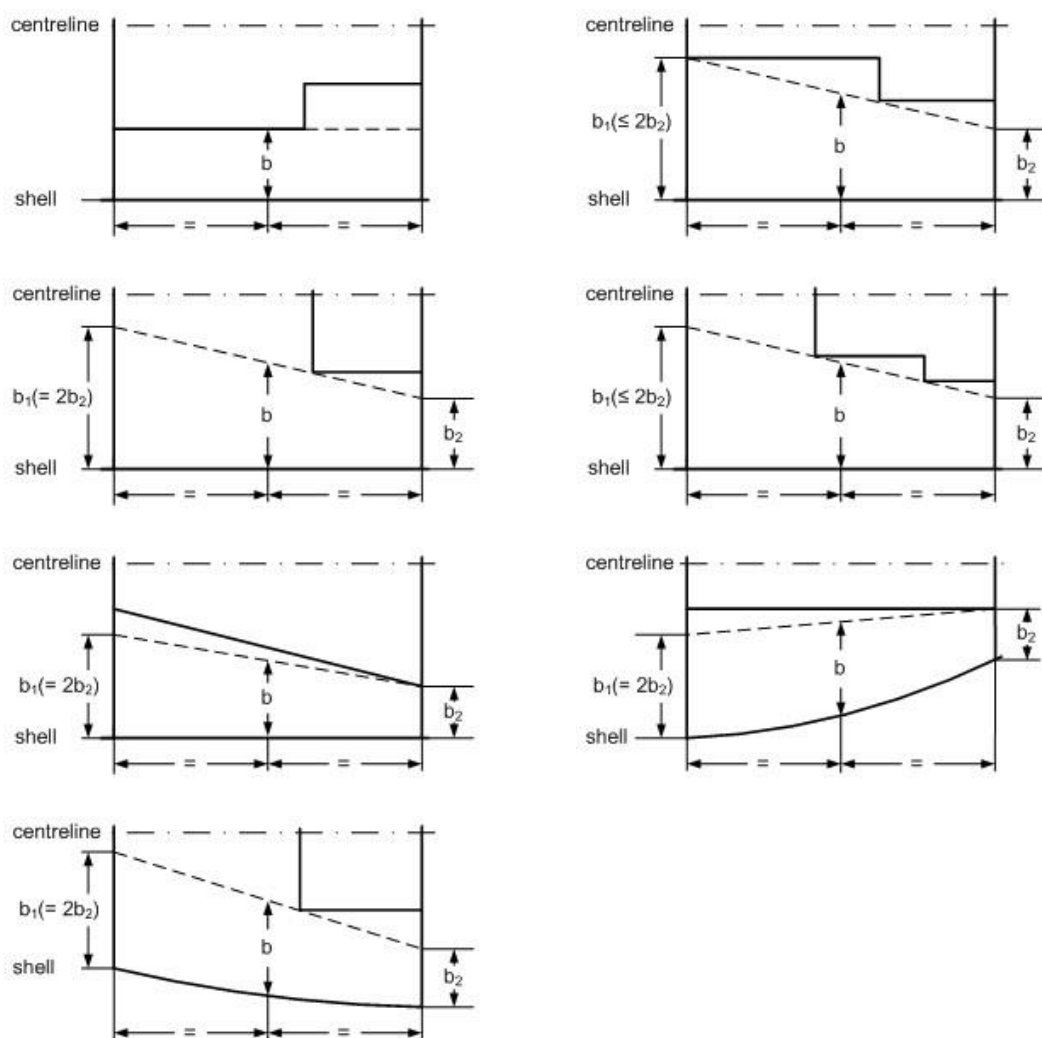 centreline
b
shell
= =
centreline
b₁(≤ 2b₂)
b
b₂
shell
= =
centreline
b₁(= 2b₂)
b
b₂
shell
= =
centreline
b₁(≤ 2b₂)
b
b₂
shell
= =
centreline
b₁(= 2b₂)
b
b₂
shell
= =
centreline
b₂
b
b₁(= 2b₂)
shell
= =
centreline
b₁(= 2b₂)
b
shell
b₂
= =